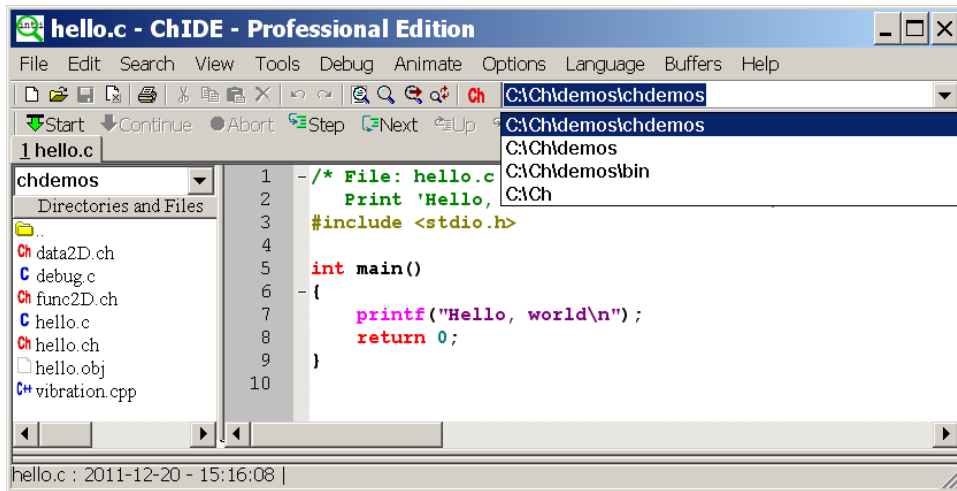 hello.c - ChIDE - Professional Edition
File Edit Search View Tools Debug Animate Options Language Buffers Help
Ch C:\Ch\demos\chdemos
Start Continue Abort Step Next Up
C:\Ch\demos\chdemos
C:\Ch\demos
C:\Ch\demos\bin
C:\Ch
1 hello.c
chdemos
Directories and Files
..
Ch data2D.ch
C debug.c
Ch func2D.ch
C hello.c
Ch hello.ch
hello.obj
C++ vibration.cpp
1 /* File: hello.c
2 Print 'Hello,
3 #include <stdio.h>
4
5 int main()
6 {
7 printf("Hello, world\n");
8 return 0;
9 }
10
hello.c : 2011-12-20 - 15:16:08 |